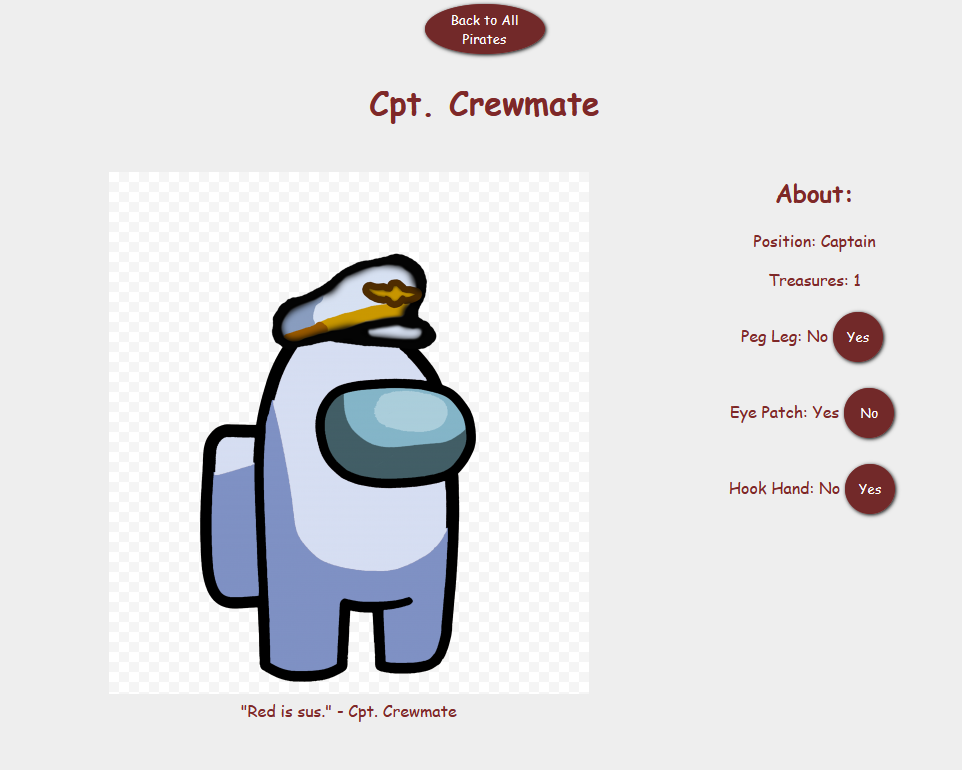 Back to All
Pirates
Cpt. Crewmate
About:
Position: Captain
Treasures: 1
Peg Leg: No Yes
Eye Patch: Yes No
Hook Hand: No Yes
"Red is sus." - Cpt. Crewmate